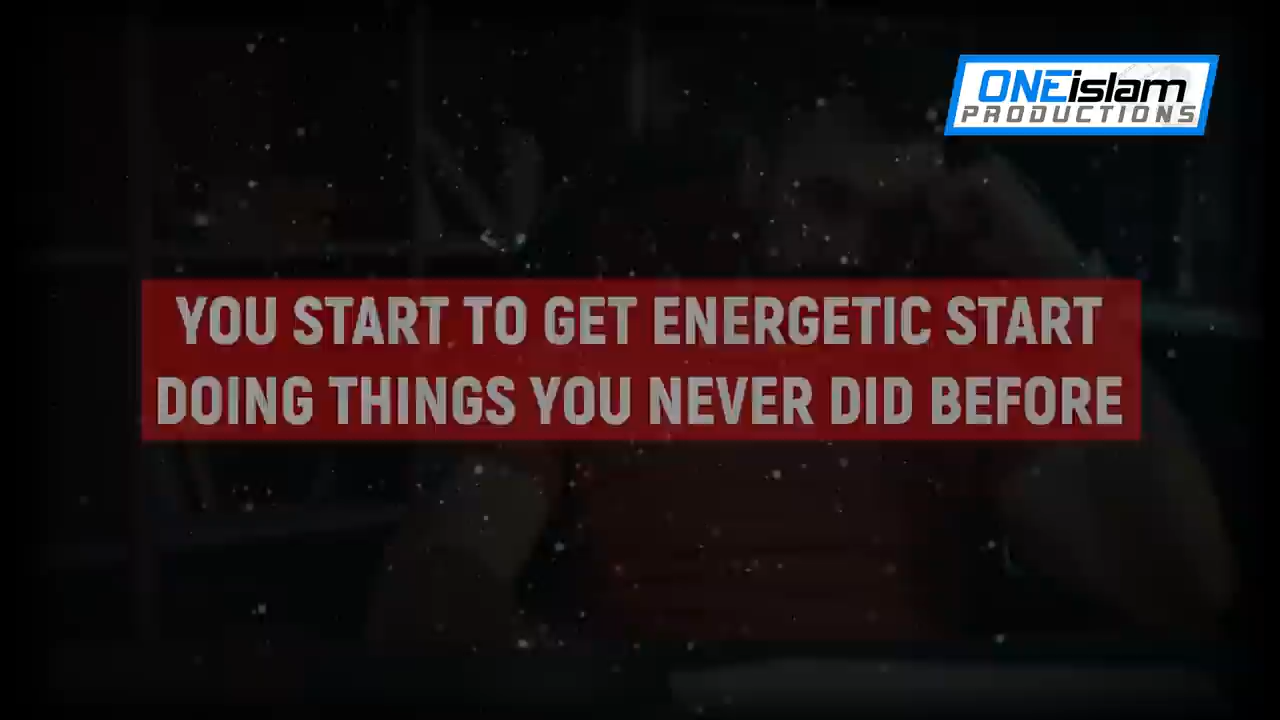 ONEislam
PRODUCTIONS
YOU START TO GET ENERGETIC START
DOING THINGS YOU NEVER DID BEFORE